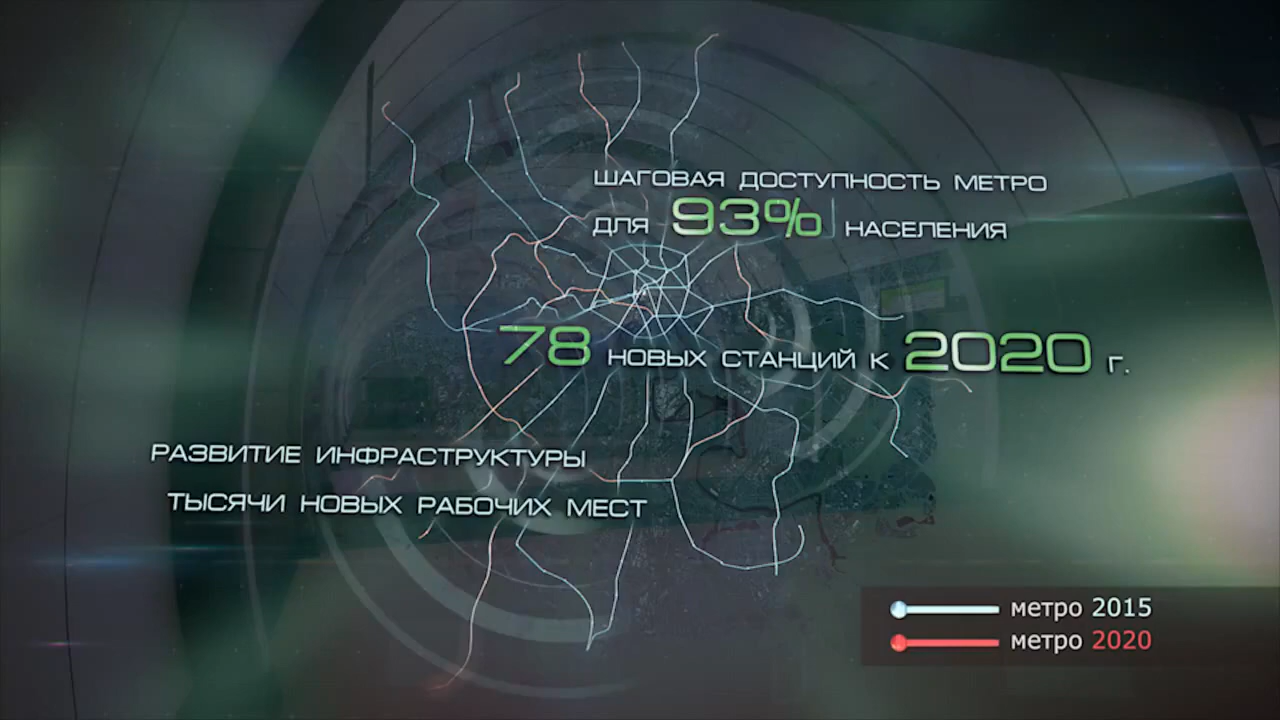 ШАГОВАЯ ДОСТУПНОСТЬ МЕТРО
ДЛЯ 93% НАСЕЛЕНИЯ
78 НОВЫХ СТАНЦИЙ К 2020 Г.
РАЗВИТИЕ ИНФРАСТРУКТУРЫ
ТЫСЯЧИ НОВЫХ РАБОЧИХ МЕСТ
метро 2015
метро 2020